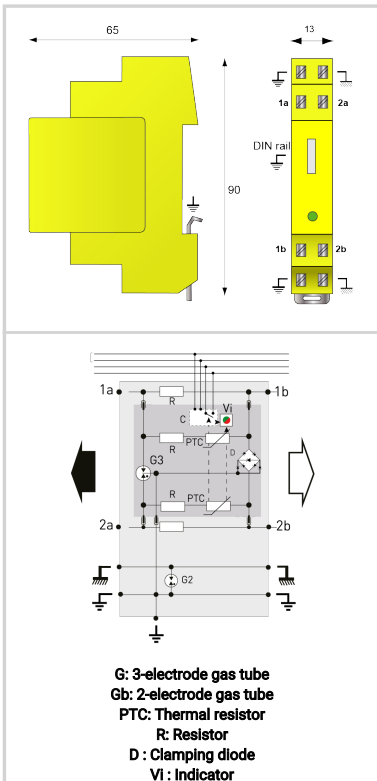 65
13
1a
2a
DIN rail
90
1b
2b
1a
1b
R
C
Vi
PTC
R
D
G3
R
PTC
2a
2b
G2
G: 3-electrode gas tube
Gb: 2-electrode gas tube
PTC: Thermal resistor
R: Resistor
D : Clamping diode
Vi : Indicator